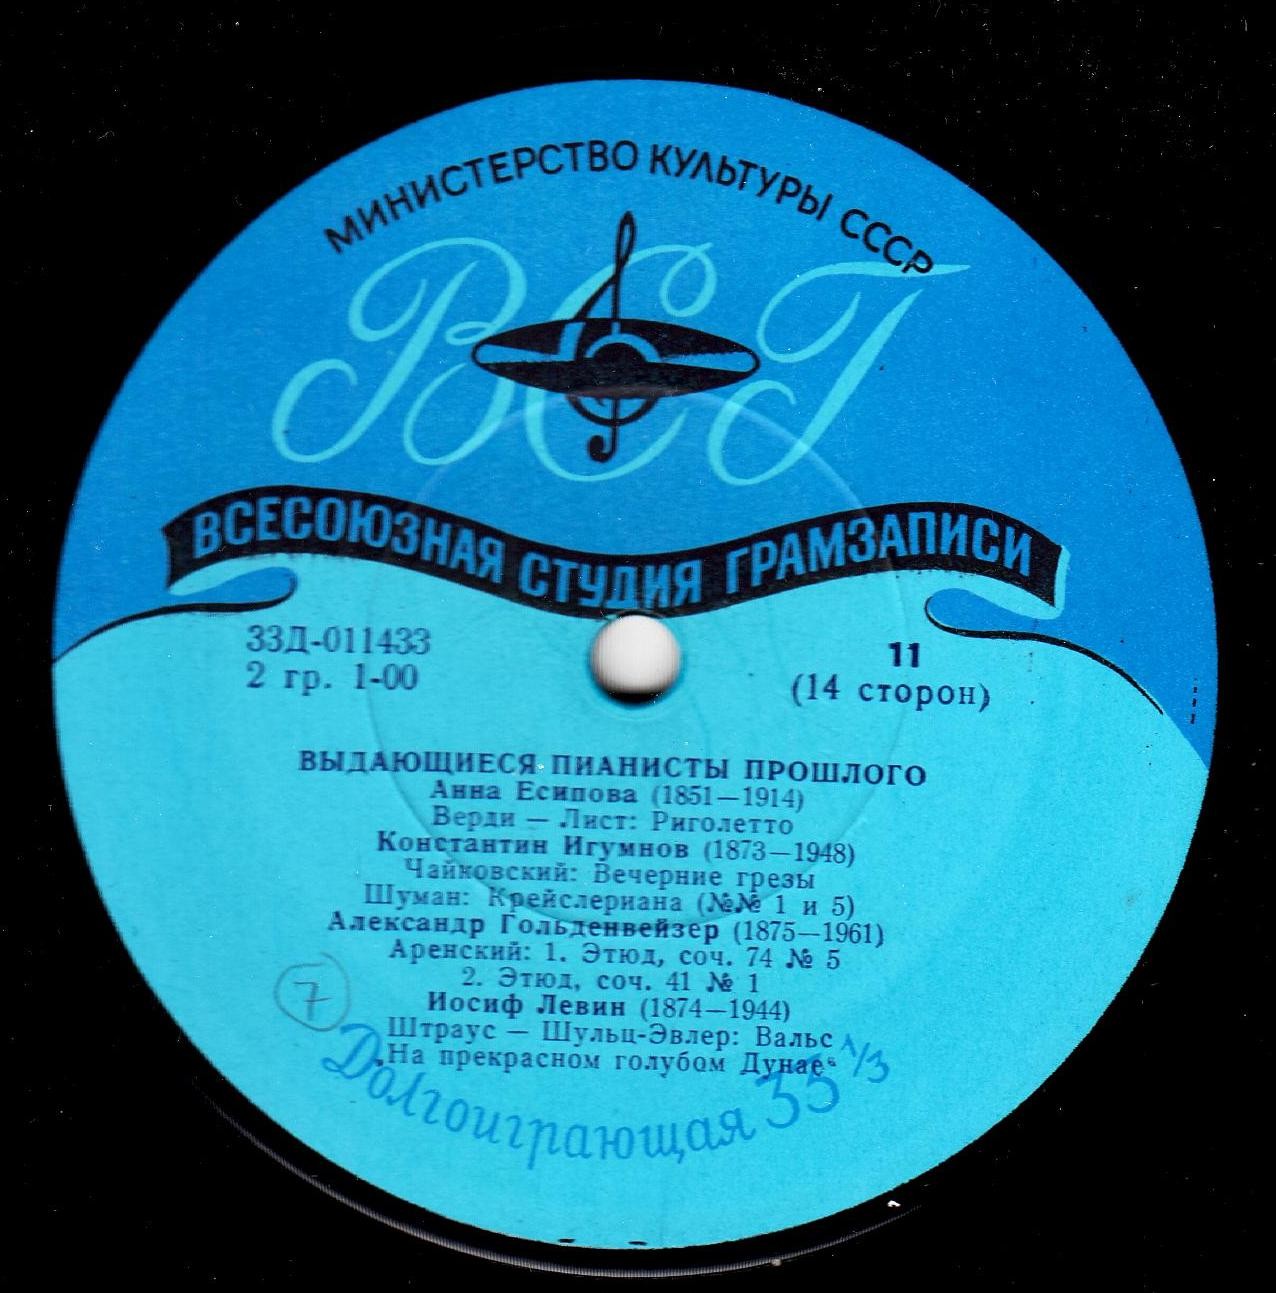 МИНИСТЕРСТВО КУЛЬТУРЫ СССР
ВСГ
ВСЕСОЮЗНАЯ СТУДИЯ ГРАМЗАПИСИ
33Д-011433
2 гр. 1-00
11
(14 сторон)
ВЫДАЮЩИЕСЯ ПИАНИСТЫ ПРОШЛОГО
Анна Есипова (1851—1914)
Верди — Лист: Риголетто
Константин Игумнов (1873—1948)
Чайковский: Вечерние грезы
Шуман: Крейслериана (№№ 1 и 5)
Александр Гольденвейзер (1875—1961)
Аренский: 1. Этюд, соч. 74 № 5
2. Этюд, соч. 41 № 1
Иосиф Левин (1874—1944)
Штраус — Шульц-Эвлер: Вальс
„На прекрасном голубом Дунае“
7
Долгоиграющая 33 1/3